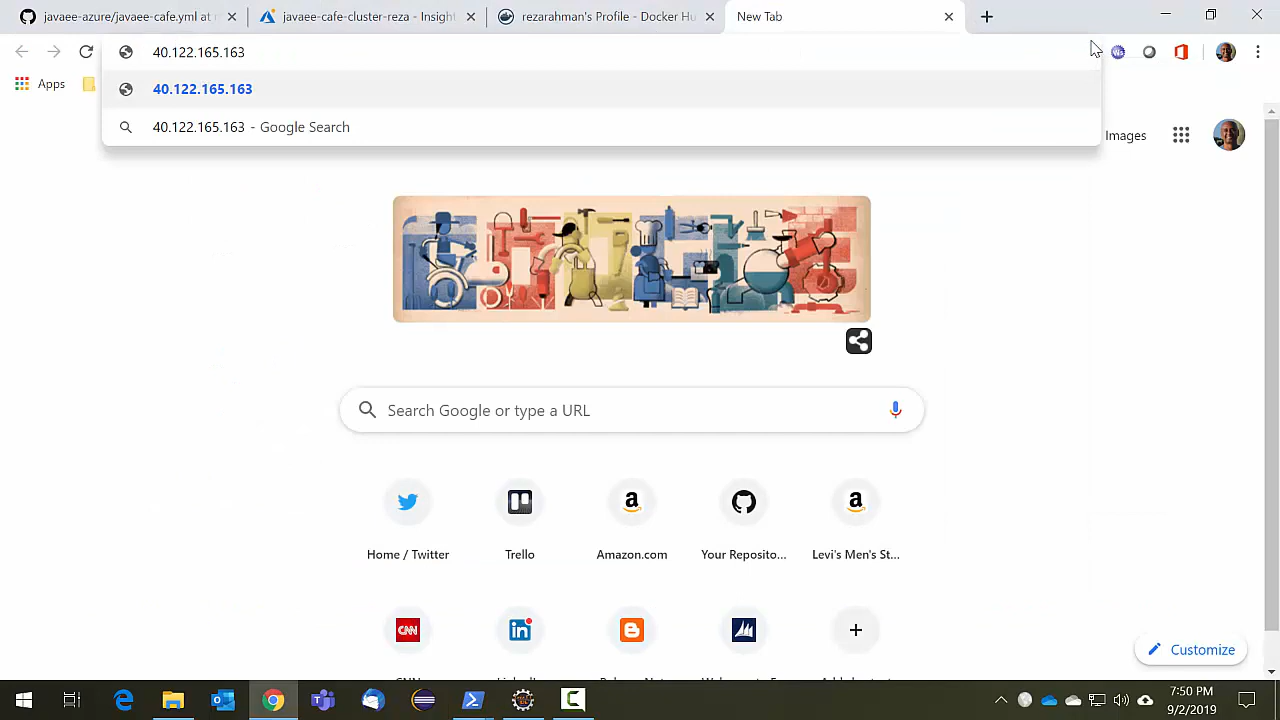 javaee-azure/javaee-cafe.yml at r
javaee-cafe-cluster-reza - Insight
rezarahman's Profile - Docker Hu
New Tab
40.122.165.163
Apps
40.122.165.163
40.122.165.163 - Google Search
Images
Search Google or type a URL
Home / Twitter
Trello
Amazon.com
Your Reposito...
Levi's Men's St...
CNN
in
Customize
7:50 PM
9/2/2019